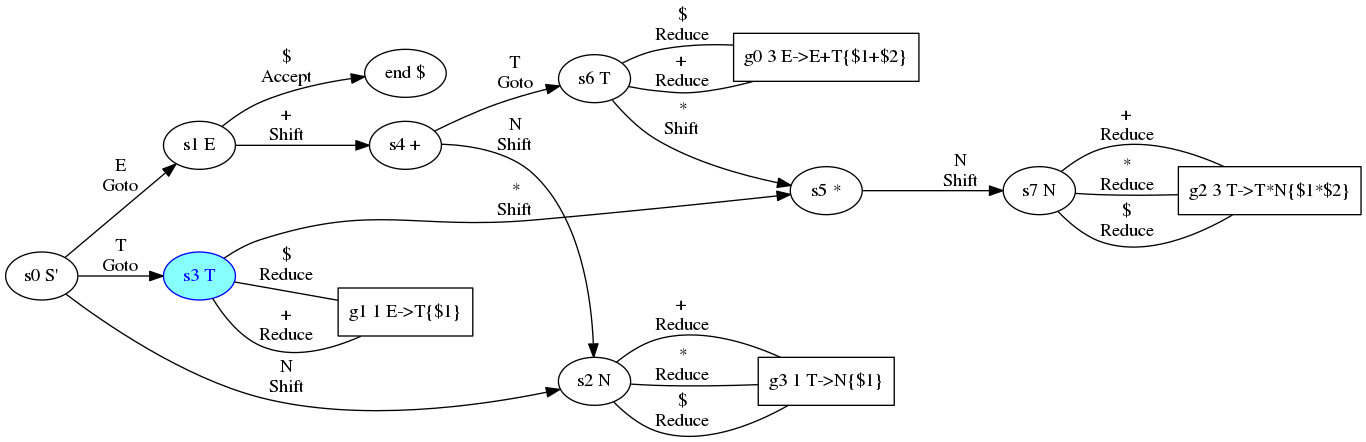 $
Reduce
g0 3 E->E+T{$1+$2}
+
Reduce
$
Accept
end $
T
Goto
s6 T
*
Shift
+
Shift
s1 E
s4 +
N
Shift
+
Reduce
*
Reduce
$
Reduce
s5 *
N
Shift
s7 N
g2 3 T->T*N{$1*$2}
E
Goto
*
Shift
s0 S'
T
Goto
s3 T
$
Reduce
+
Reduce
g1 1 E->T{$1}
N
Shift
s2 N
+
Reduce
*
Reduce
$
Reduce
g3 1 T->N{$1}